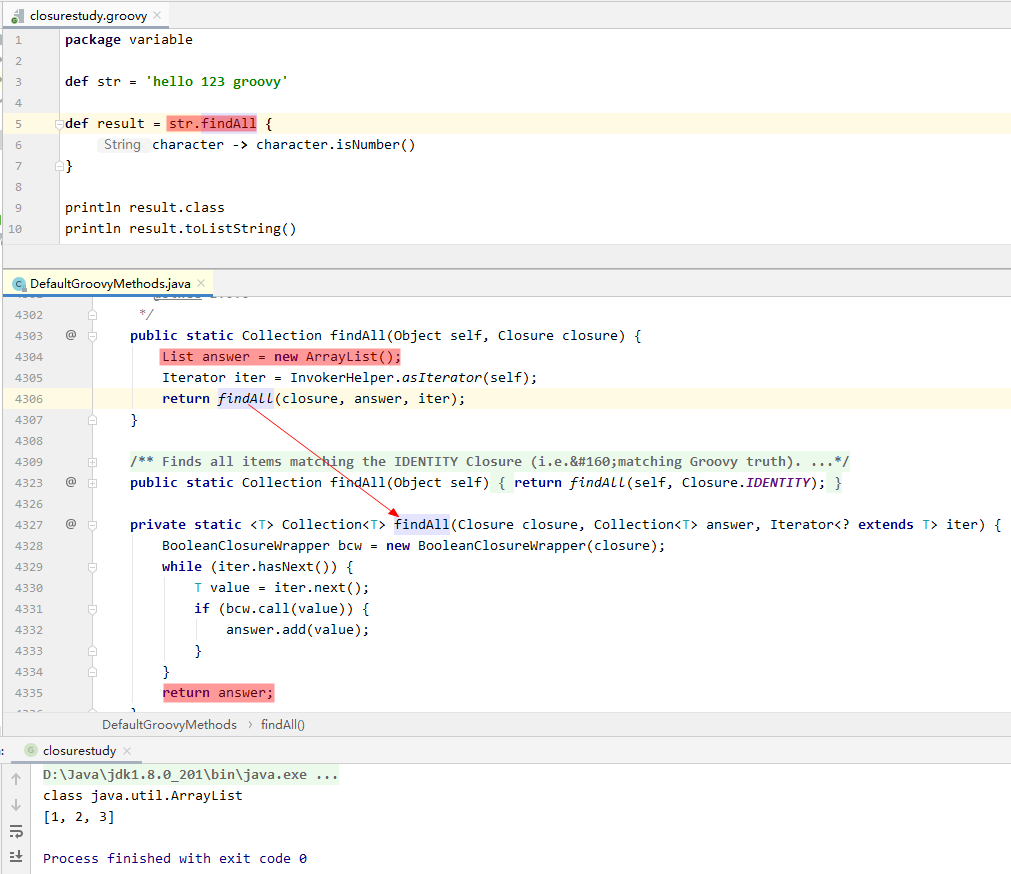 closurestudy.groovy
1 package variable
2
3 def str = 'hello 123 groovy'
4
5 def result = str.findAll {
6 String character -> character.isNumber()
7 }
8
9 println result.class
10 println result.toListString()
DefaultGroovyMethods.java
4302 */
4303 @ public static Collection findAll(Object self, Closure closure) {
4304 List answer = new ArrayList();
4305 Iterator iter = InvokerHelper.asIterator(self);
4306 return findAll(closure, answer, iter);
4307 }
4308
4309 /** Finds all items matching the IDENTITY Closure (i.e.&#160;matching Groovy truth). ...*/
4323 @ public static Collection findAll(Object self) { return findAll(self, Closure.IDENTITY); }
4326
4327 @ private static <T> Collection<T> findAll(Closure closure, Collection<T> answer, Iterator<? extends T> iter) {
4328 BooleanClosureWrapper bcw = new BooleanClosureWrapper(closure);
4329 while (iter.hasNext()) {
4330 T value = iter.next();
4331 if (bcw.call(value)) {
4332 answer.add(value);
4333 }
4334 }
4335 return answer;
DefaultGroovyMethods › findAll()
closurestudy
D:\Java\jdk1.8.0_201\bin\java.exe ...
class java.util.ArrayList
[1, 2, 3]
Process finished with exit code 0